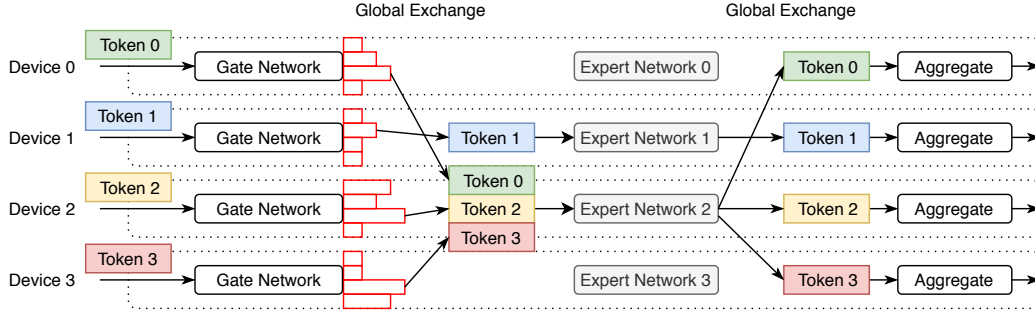 Global Exchange
Global Exchange
Token 0
Device 0
Gate Network
Expert Network 0
Token 0
Aggregate
Token 1
Device 1
Gate Network
Token 1
Expert Network 1
Token 1
Aggregate
Token 0
Token 2
Device 2
Gate Network
Token 2
Expert Network 2
Token 2
Aggregate
Token 3
Token 3
Device 3
Gate Network
Expert Network 3
Token 3
Aggregate